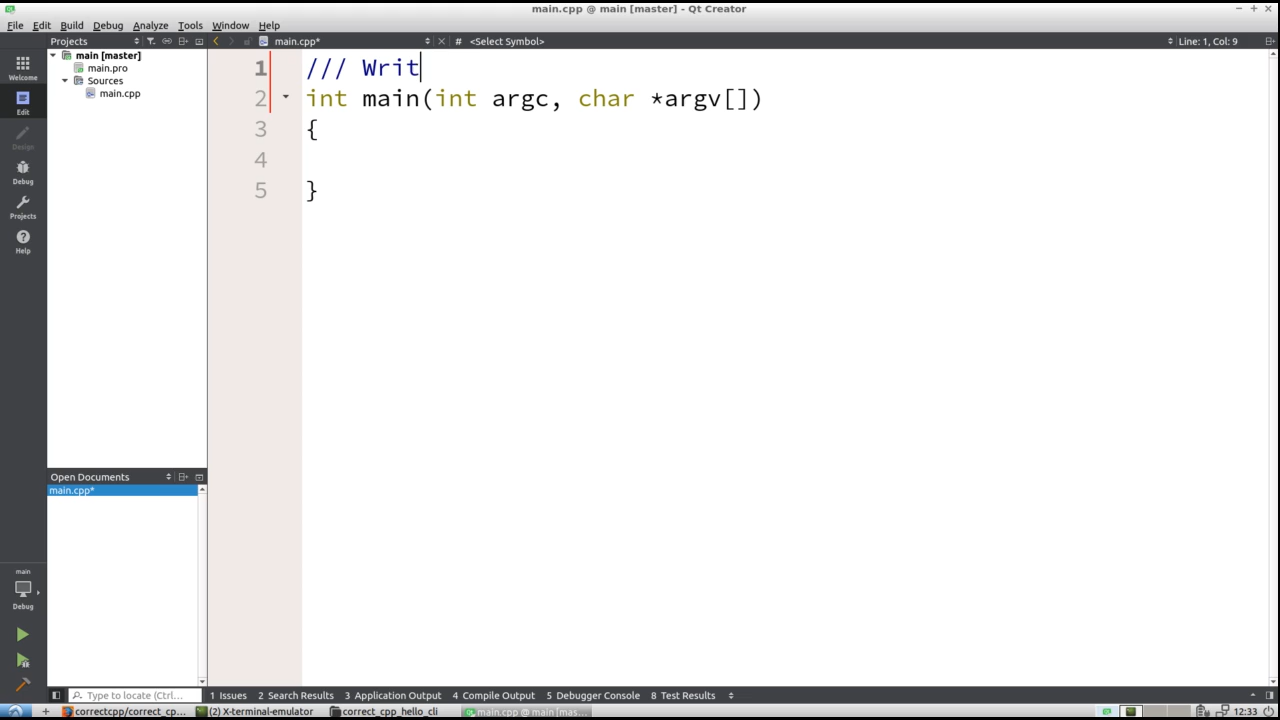 main.cpp @ main [master] - Qt Creator
File Edit Build Debug Analyze Tools Window Help
Projects main.cpp* # <Select Symbol> Line: 1, Col: 9
main [master]
main.pro
Sources
main.cpp
Welcome
Edit
Design
Debug
Projects
Help
1 /// Writ
2 int main(int argc, char *argv[])
3 {
4
5 }
Open Documents
main.cpp*
main
Debug
Type to locate (Ctrl... 1 Issues 2 Search Results 3 Application Output 4 Compile Output 5 Debugger Console 8 Test Results
correctcpp/correct_cp... (2) X-terminal-emulator correct_cpp_hello_cli main.cpp @ main [mas... 12:33